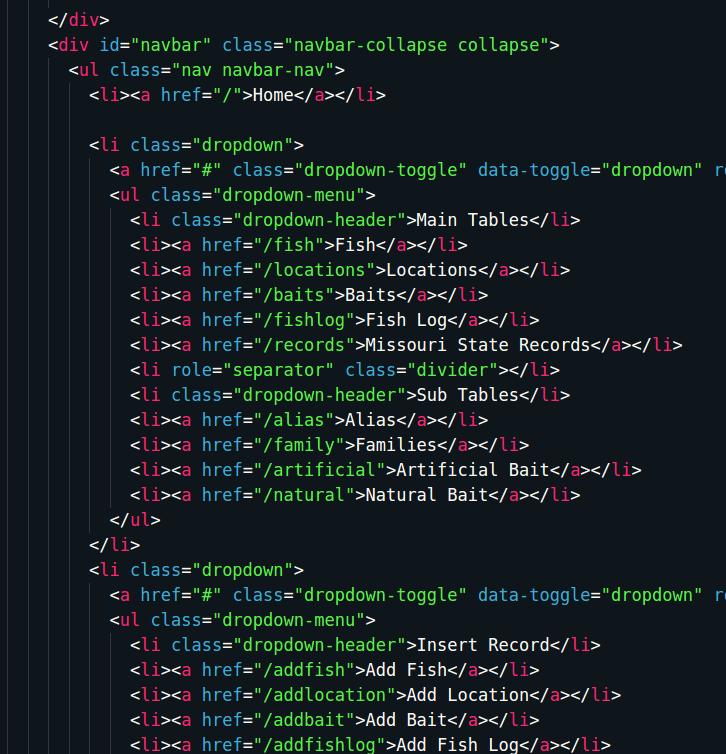 </div>
<div id="navbar" class="navbar-collapse collapse">
<ul class="nav navbar-nav">
<li><a href="/">Home</a></li>
<li class="dropdown">
<a href="#" class="dropdown-toggle" data-toggle="dropdown" r
<ul class="dropdown-menu">
<li class="dropdown-header">Main Tables</li>
<li><a href="/fish">Fish</a></li>
<li><a href="/locations">Locations</a></li>
<li><a href="/baits">Baits</a></li>
<li><a href="/fishlog">Fish Log</a></li>
<li><a href="/records">Missouri State Records</a></li>
<li role="separator" class="divider"></li>
<li class="dropdown-header">Sub Tables</li>
<li><a href="/alias">Alias</a></li>
<li><a href="/family">Families</a></li>
<li><a href="/artificial">Artificial Bait</a></li>
<li><a href="/natural">Natural Bait</a></li>
</ul>
</li>
<li class="dropdown">
<a href="#" class="dropdown-toggle" data-toggle="dropdown" r
<ul class="dropdown-menu">
<li class="dropdown-header">Insert Record</li>
<li><a href="/addfish">Add Fish</a></li>
<li><a href="/addlocation">Add Location</a></li>
<li><a href="/addbait">Add Bait</a></li>
<li><a href="/addfishlog">Add Fish Log</a></li>